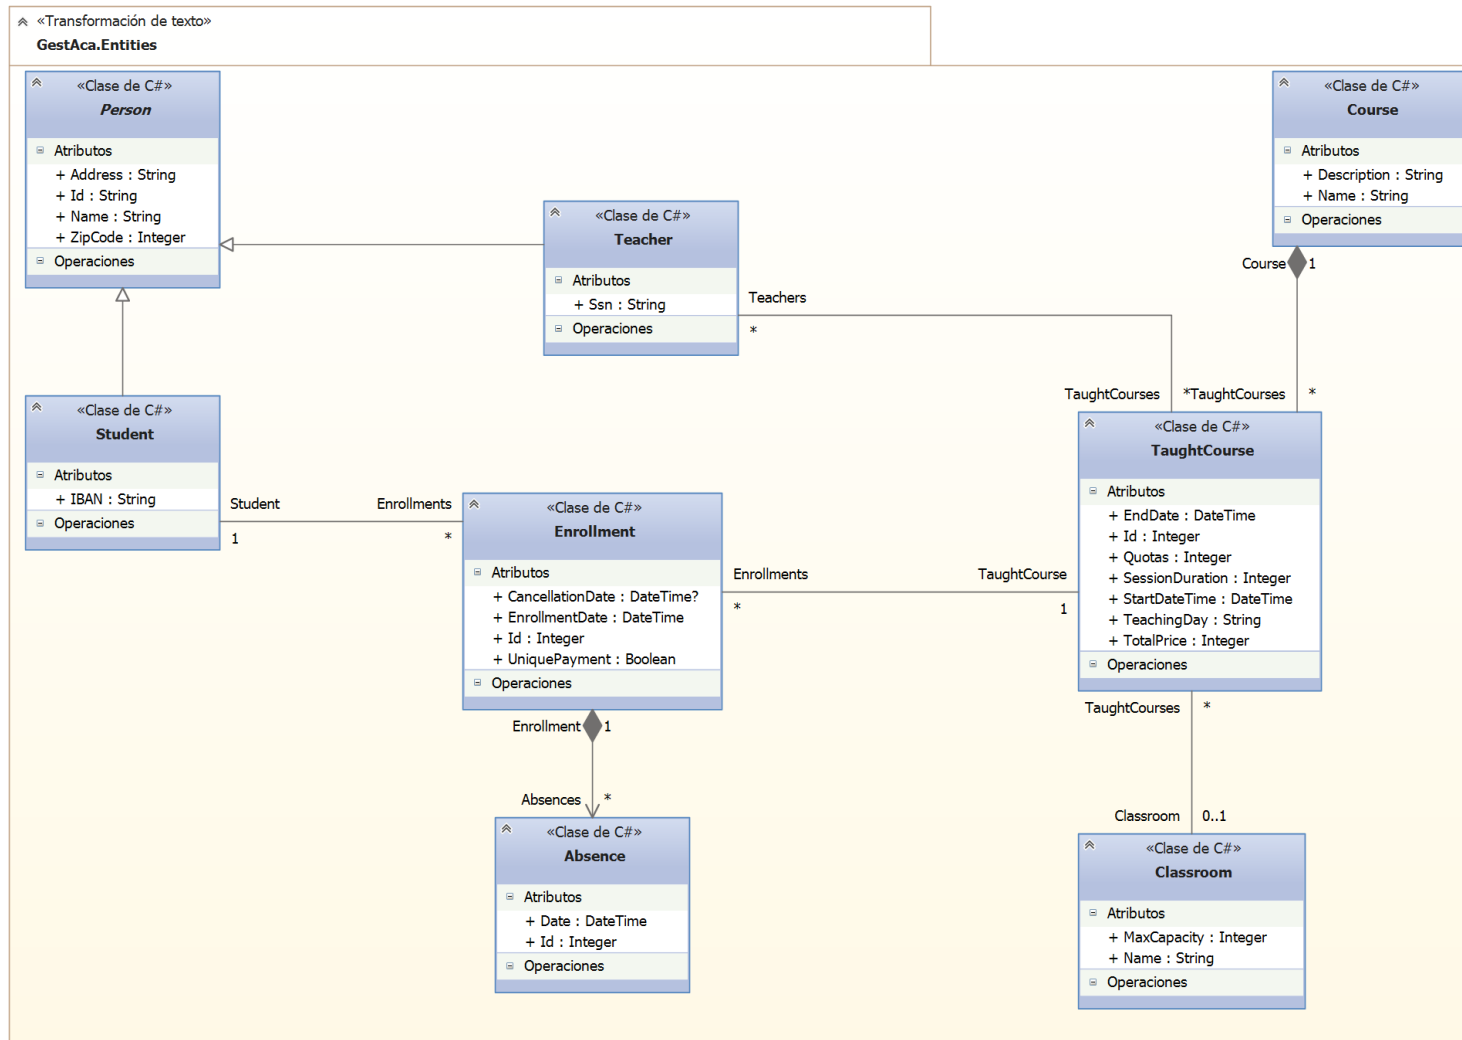 «Transformación de texto»
GestAca.Entities
«Clase de C#»
Person
Atributos
+ Address : String
+ Id : String
+ Name : String
+ ZipCode : Integer
Operaciones
«Clase de C#»
Course
Atributos
+ Description : String
+ Name : String
Operaciones
«Clase de C#»
Teacher
Atributos
+ Ssn : String
Operaciones
Teachers
*
Course 1
TaughtCourses *
TaughtCourses *
«Clase de C#»
Student
Atributos
+ IBAN : String
Operaciones
Student
1
Enrollments
*
«Clase de C#»
Enrollment
Atributos
+ CancellationDate : DateTime?
+ EnrollmentDate : DateTime
+ Id : Integer
+ UniquePayment : Boolean
Operaciones
Enrollments
*
TaughtCourse
1
«Clase de C#»
TaughtCourse
Atributos
+ EndDate : DateTime
+ Id : Integer
+ Quotas : Integer
+ SessionDuration : Integer
+ StartDateTime : DateTime
+ TeachingDay : String
+ TotalPrice : Integer
Operaciones
Enrollment 1
Absences *
«Clase de C#»
Absence
Atributos
+ Date : DateTime
+ Id : Integer
Operaciones
TaughtCourses *
Classroom 0..1
«Clase de C#»
Classroom
Atributos
+ MaxCapacity : Integer
+ Name : String
Operaciones